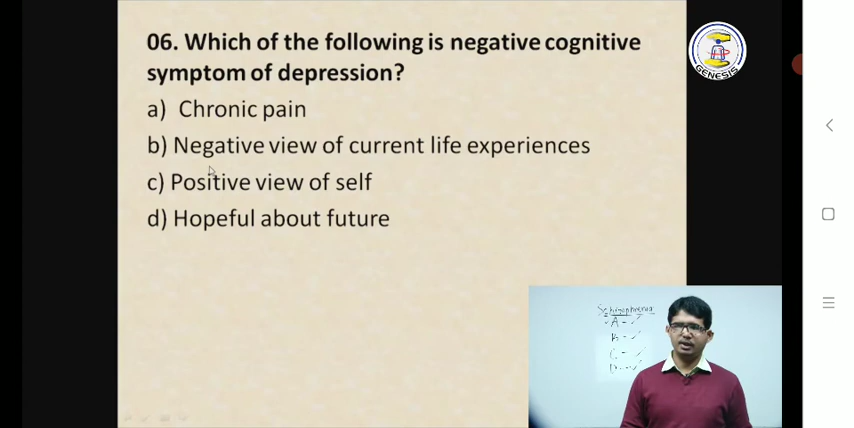 06. Which of the following is negative cognitive
symptom of depression?
a) Chronic pain
b) Negative view of current life experiences
c) Positive view of self
d) Hopeful about future
GENESIS
Schizophrenia
A - ✓
B - ✓
C - ✓
D - ✓